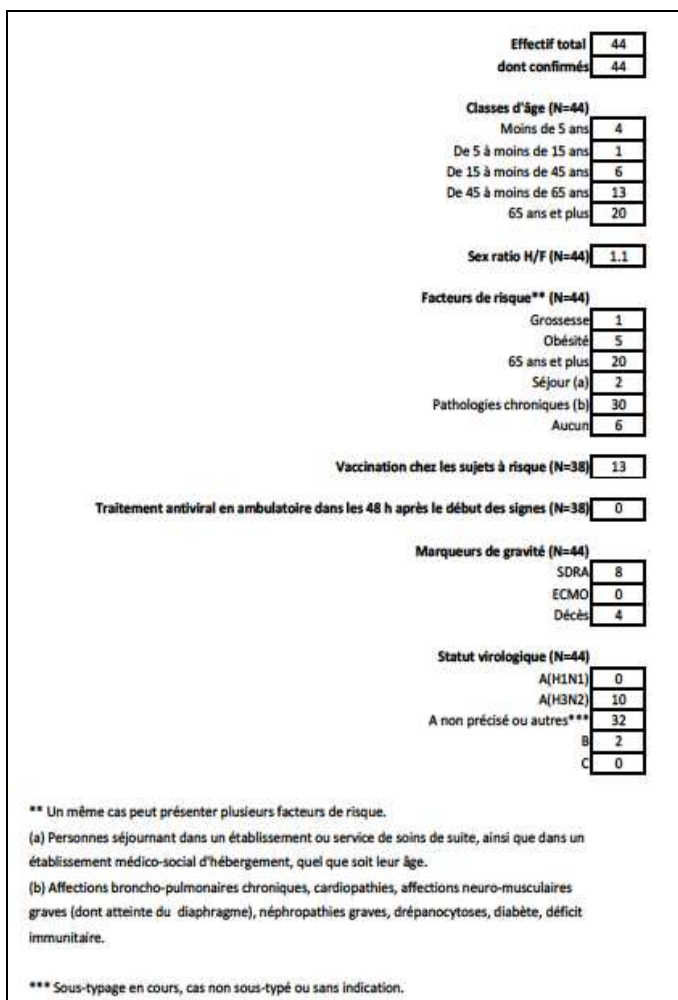 Effectif total 44
dont confirmés 44
Classes d'âge (N=44)
Moins de 5 ans 4
De 5 à moins de 15 ans 1
De 15 à moins de 45 ans 6
De 45 à moins de 65 ans 13
65 ans et plus 20
Sex ratio H/F (N=44) 1.1
Facteurs de risque** (N=44)
Grossesse 1
Obésité 5
65 ans et plus 20
Séjour (a) 2
Pathologies chroniques (b) 30
Aucun 6
Vaccination chez les sujets à risque (N=38) 13
Traitement antiviral en ambulatoire dans les 48 h après le début des signes (N=38) 0
Marqueurs de gravité (N=44)
SDRA 8
ECMO 0
Décès 4
Statut virologique (N=44)
A(H1N1) 0
A(H3N2) 10
A non précisé ou autres*** 32
B 2
C 0
** Un même cas peut présenter plusieurs facteurs de risque.
(a) Personnes séjournant dans un établissement ou service de soins de suite, ainsi que dans un
établissement médico-social d'hébergement, quel que soit leur âge.
(b) Affections broncho-pulmonaires chroniques, cardiopathies, affections neuro-musculaires
graves (dont atteinte du diaphragme), néphropathies graves, drépanocytoses, diabète, déficit
immunitaire.
*** Sous-typage en cours, cas non sous-typé ou sans indication.